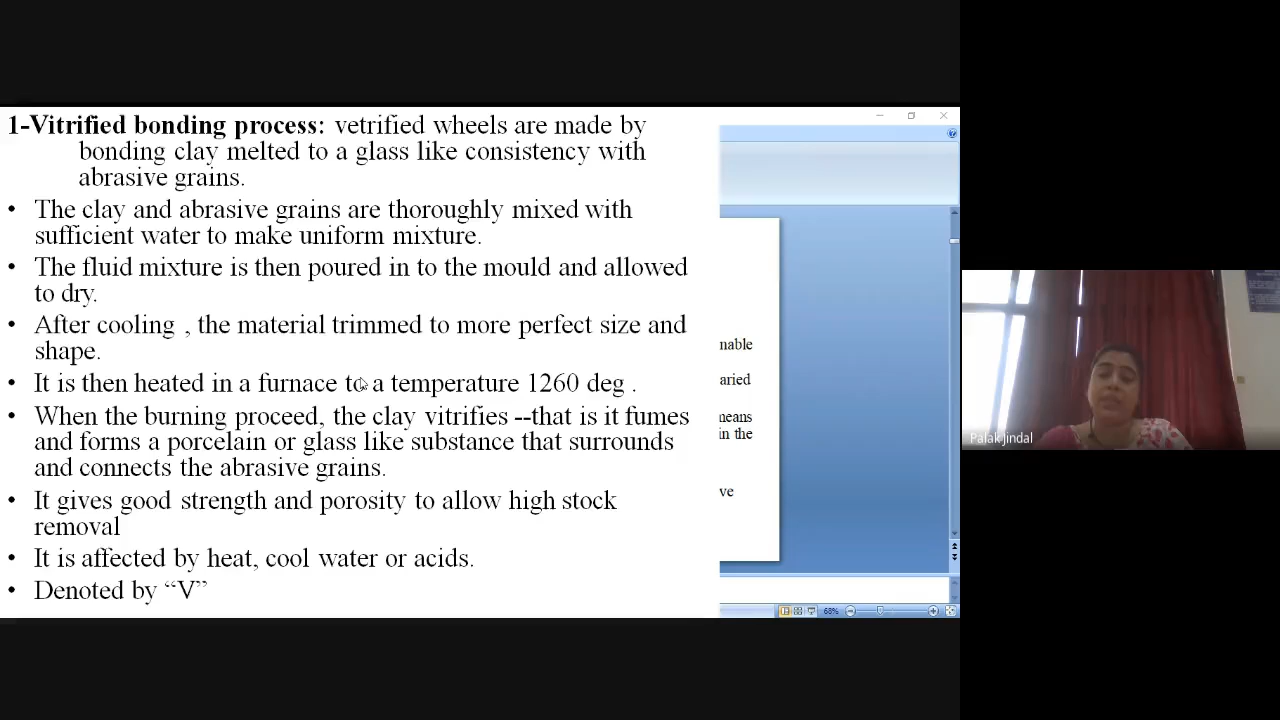 1-Vitrified bonding process: vetrified wheels are made by
bonding clay melted to a glass like consistency with
abrasive grains.
• The clay and abrasive grains are thoroughly mixed with
sufficient water to make uniform mixture.
• The fluid mixture is then poured in to the mould and allowed
to dry.
• After cooling , the material trimmed to more perfect size and
shape.
• It is then heated in a furnace to a temperature 1260 deg .
• When the burning proceed, the clay vitrifies --that is it fumes
and forms a porcelain or glass like substance that surrounds
and connects the abrasive grains.
• It gives good strength and porosity to allow high stock
removal
• It is affected by heat, cool water or acids.
• Denoted by “V”
nable
aried
means
in the
ve
68%
Palak Jindal